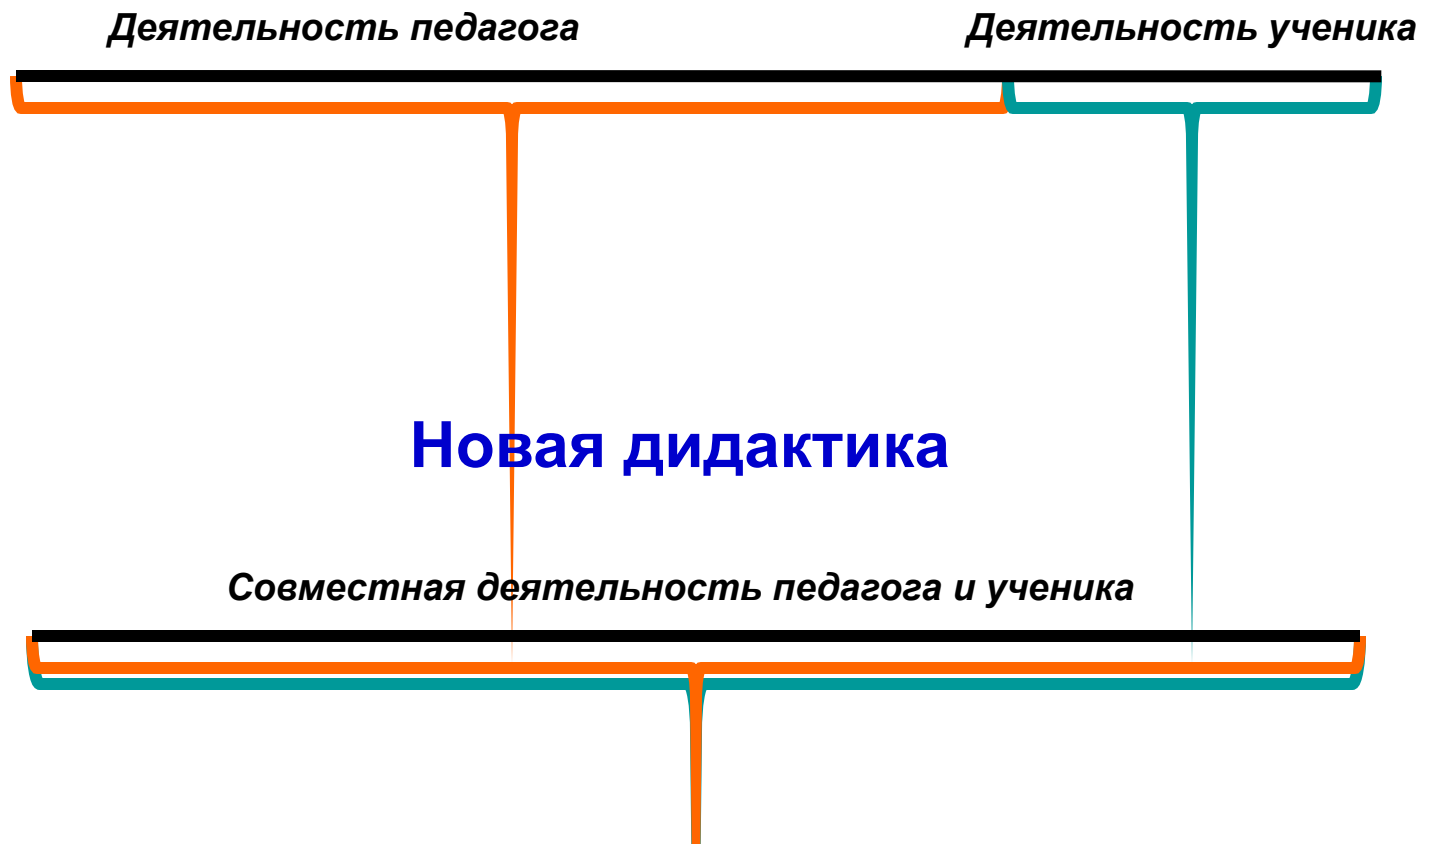 Деятельность педагога
Деятельность ученика
Новая дидактика
Совместная деятельность педагога и ученика